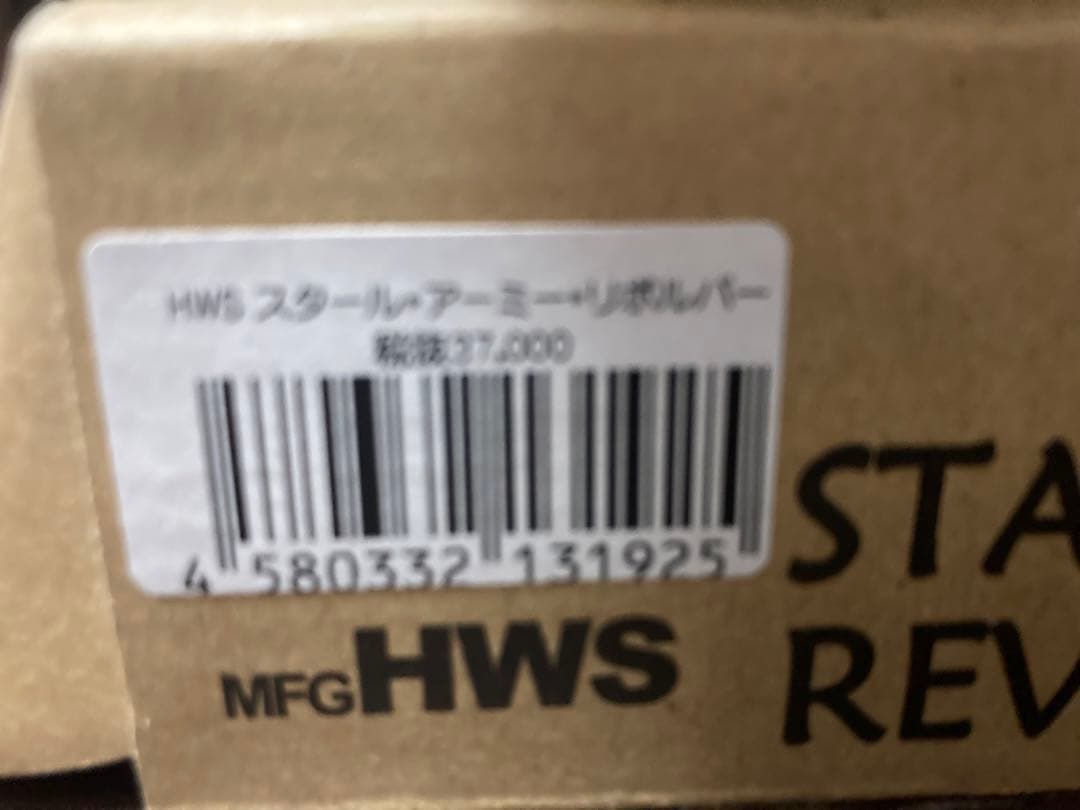 HWS スタール・アーミー・リボルバー
税抜37,000
4 580332 131925
MFG HWS
STA
REV